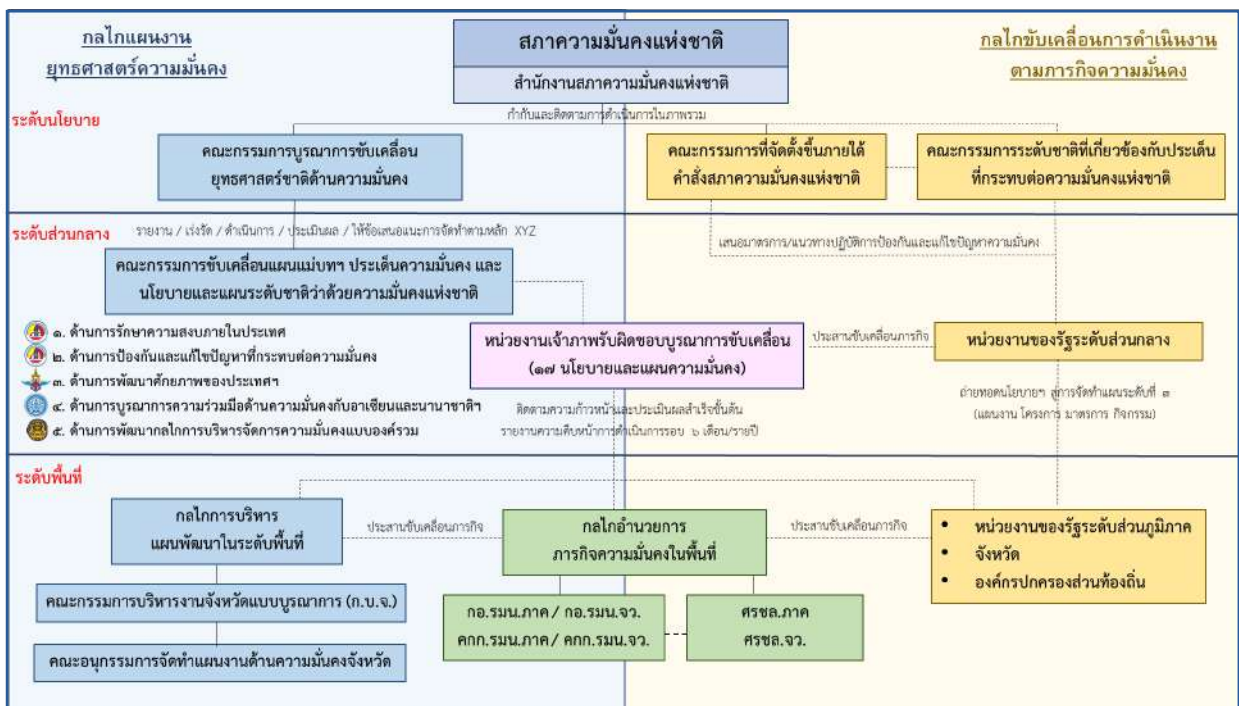 กลไกแผนงาน
ยุทธศาสตร์ความมั่นคง
สภาความมั่นคงแห่งชาติ
สำนักงานสภาความมั่นคงแห่งชาติ
กลไกขับเคลื่อนการดำเนินงาน
ตามภารกิจความมั่นคง
ระดับนโยบาย
กำกับและติดตามการดำเนินการในภาพรวม
คณะกรรมการบูรณาการขับเคลื่อน
ยุทธศาสตร์ชาติด้านความมั่นคง
คณะกรรมการที่จัดตั้งขึ้นภายใต้
คำสั่งสภาความมั่นคงแห่งชาติ
คณะกรรมการระดับชาติที่เกี่ยวข้องกับประเด็น
ที่กระทบต่อความมั่นคงแห่งชาติ
ระดับส่วนกลาง
รายงาน / เร่งรัด / ดำเนินการ / ประเมินผล / ให้ข้อเสนอแนะการจัดทำตามหลัก XYZ
เสนอมาตรการ/แนวทางปฏิบัติการป้องกันและแก้ไขปัญหาความมั่นคง
คณะกรรมการขับเคลื่อนแผนแม่บทฯ ประเด็นความมั่นคง และ
นโยบายและแผนระดับชาติว่าด้วยความมั่นคงแห่งชาติ
๑. ด้านการรักษาความสงบภายในประเทศ
๒. ด้านการป้องกันและแก้ไขปัญหาที่กระทบต่อความมั่นคง
๓. ด้านการพัฒนาศักยภาพของประเทศฯ
๔. ด้านการบูรณาการความร่วมมือด้านความมั่นคงกับอาเซียนและนานาชาติฯ
๕. ด้านการพัฒนากลไกการบริหารจัดการความมั่นคงแบบองค์รวม
หน่วยงานเจ้าภาพรับผิดชอบบูรณาการขับเคลื่อน
(๑๗ นโยบายและแผนความมั่นคง)
ประสานขับเคลื่อนภารกิจ
หน่วยงานของรัฐระดับส่วนกลาง
ติดตามความก้าวหน้าและประเมินผลสำเร็จขั้นต้น
รายงานความคืบหน้าการดำเนินการรอบ ๖ เดือน/รายปี
ถ่ายทอดนโยบายฯ สู่การจัดทำแผนระดับที่ ๓
(แผนงาน โครงการ มาตรการ กิจกรรม)
ระดับพื้นที่
กลไกการบริหาร
แผนพัฒนาในระดับพื้นที่
ประสานขับเคลื่อนภารกิจ
กลไกอำนวยการ
ภารกิจความมั่นคงในพื้นที่
ประสานขับเคลื่อนภารกิจ
• หน่วยงานของรัฐระดับส่วนภูมิภาค
• จังหวัด
• องค์กรปกครองส่วนท้องถิ่น
คณะกรรมการบริหารงานจังหวัดแบบบูรณาการ (ก.บ.จ.)
กอ.รมน.ภาค / กอ.รมน.จว.
คกก.รมน.ภาค/ คกก.รมน.จว.
ศรชล.ภาค
ศรชล.จว.
คณะอนุกรรมการจัดทำแผนงานด้านความมั่นคงจังหวัด